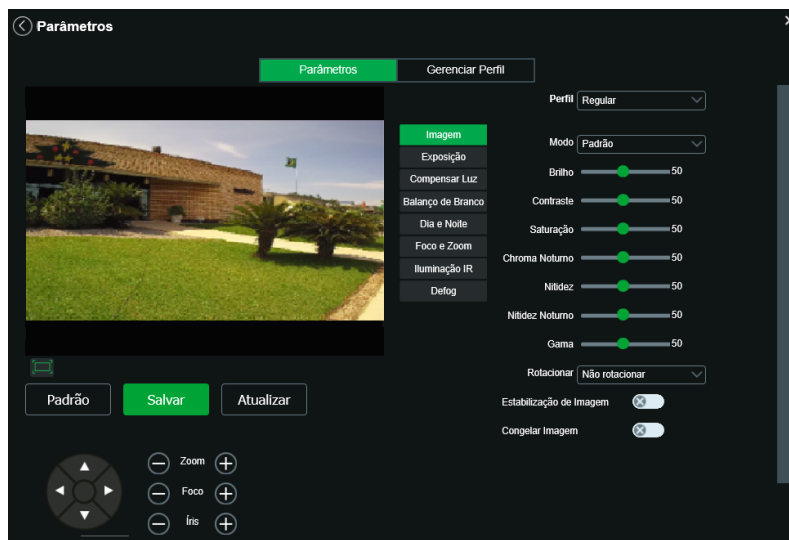 Parâmetros
Parâmetros
Gerenciar Perfil
Perfil
Regular
Imagem
Exposição
Compensar Luz
Balanço de Branco
Dia e Noite
Foco e Zoom
Iluminação IR
Defog
Modo
Padrão
Brilho
50
Contraste
50
Saturação
50
Chroma Noturno
50
Nitidez
50
Nitidez Noturno
50
Gama
50
Rotacionar
Não rotacionar
Estabilização de Imagem
Congelar Imagem
Padrão
Salvar
Atualizar
Zoom
Foco
Íris